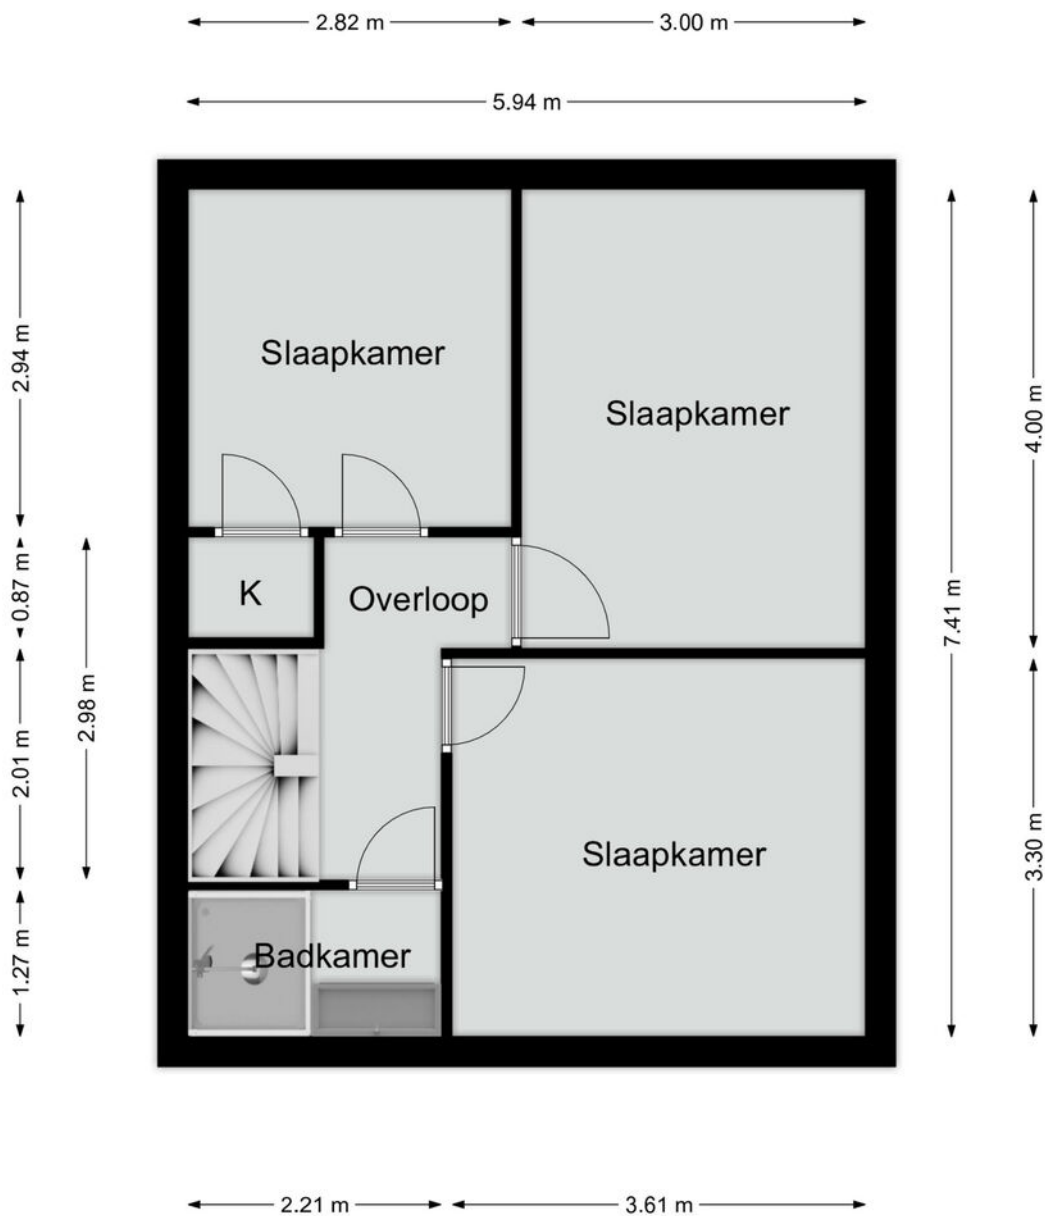 2.82 m
3.00 m
5.94 m
Slaapkamer
2.94 m
Slaapkamer
4.00 m
K
Overloop
0.87 m
7.41 m
2.98 m
2.01 m
Slaapkamer
3.30 m
Badkamer
1.27 m
2.21 m
3.61 m